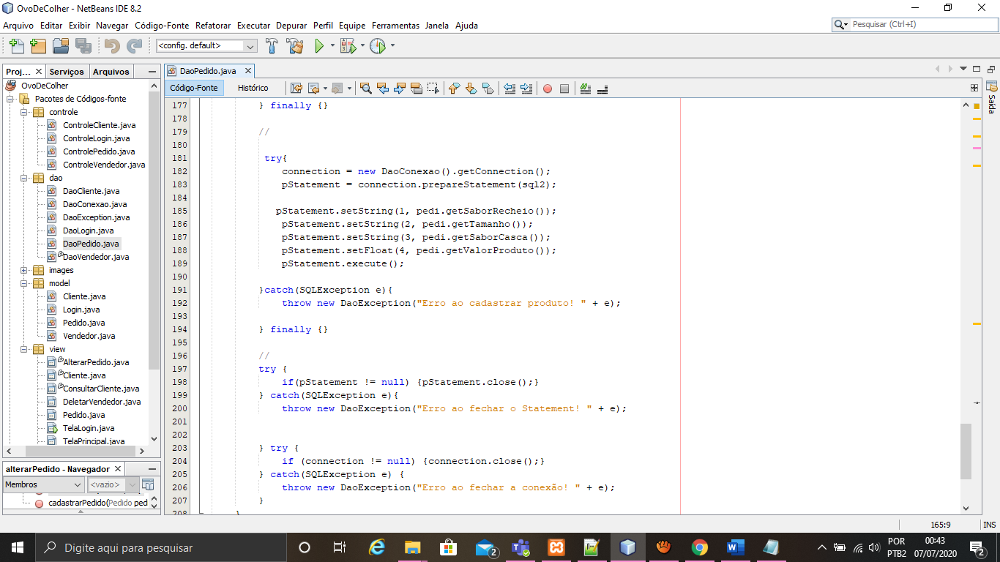 OvoDeColher - NetBeans IDE 8.2
Arquivo Editar Exibir Navegar Código-Fonte Refatorar Executar Depurar Perfil Equipe Ferramentas Janela Ajuda
Pesquisar (Ctrl+I)
<config. default>
Proj... Serviços Arquivos
OvoDeColher
Pacotes de Códigos-fonte
controle
ControleCliente.java
ControleLogin.java
ControlePedido.java
ControleVendedor.java
dao
DaoCliente.java
DaoConexao.java
DaoException.java
DaoLogin.java
DaoPedido.java
DaoVendedor.java
images
model
Cliente.java
Login.java
Pedido.java
Vendedor.java
view
AlterarPedido.java
Cliente.java
ConsultarCliente.java
DeletarVendedor.java
Pedido.java
TelaLogin.java
TelaPrincipal.java
alterarPedido - Navegador
Membros <vazio>
cadastrarPedido(Pedido ped
DaoPedido.java
Código-Fonte Histórico
Saída
177 } finally {}
178
179 //
180
181 try{
182 connection = new DaoConexao().getConnection();
183 pStatement = connection.prepareStatement(sql2);
184
185 pStatement.setString(1, pedi.getSaborRecheio());
186 pStatement.setString(2, pedi.getTamanho());
187 pStatement.setString(3, pedi.getSaborCasca());
188 pStatement.setFloat(4, pedi.getValorProduto());
189 pStatement.execute();
190
191 }catch(SQLException e){
192 throw new DaoException("Erro ao cadastrar produto! " + e);
193
194 } finally {}
195
196 //
197 try {
198 if(pStatement != null) {pStatement.close();}
199 } catch(SQLException e){
200 throw new DaoException("Erro ao fechar o Statement! " + e);
201
202
203 } try {
204 if (connection != null) {connection.close();}
205 } catch(SQLException e) {
206 throw new DaoException("Erro ao fechar a conexão! " + e);
207 }
208 }
165:9 INS
Digite aqui para pesquisar
2
POR
PTB2
00:43
07/07/2020
2